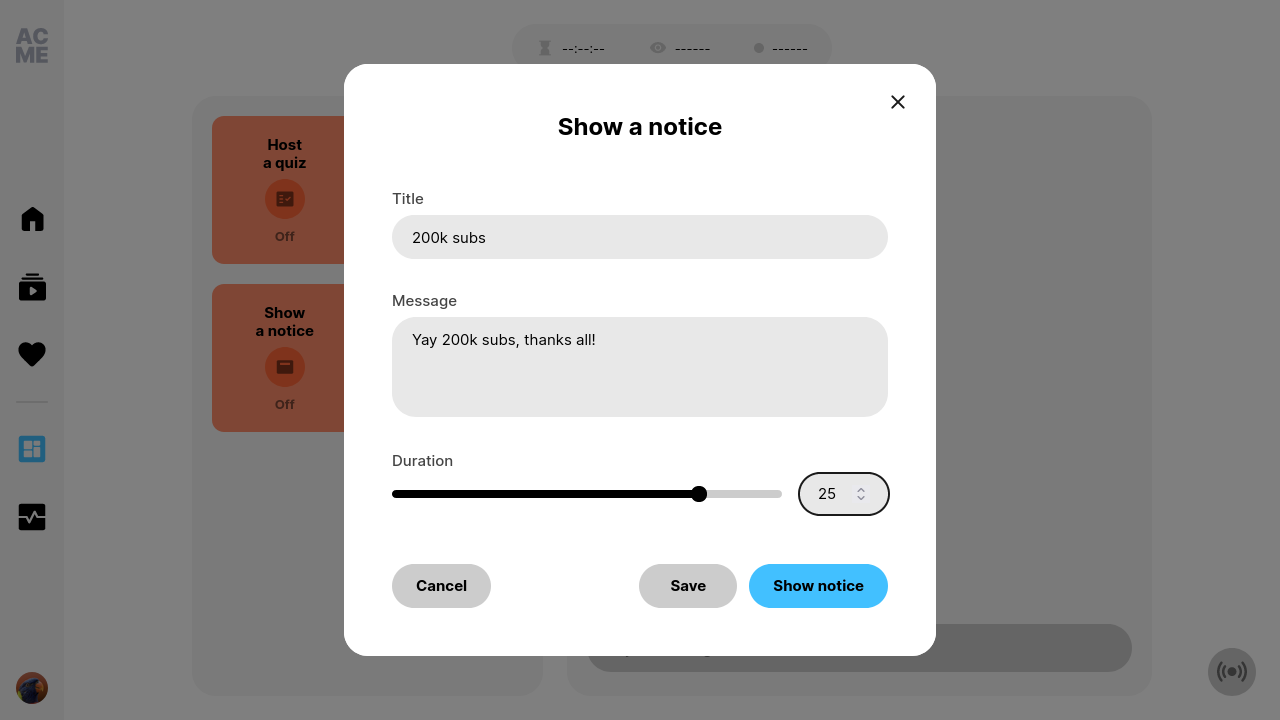 AC
ME
--:--:--
------
------
Host
a quiz
Off
Show
a notice
Off
Show a notice
Title
200k subs
Message
Yay 200k subs, thanks all!
Duration
25
Cancel
Save
Show notice